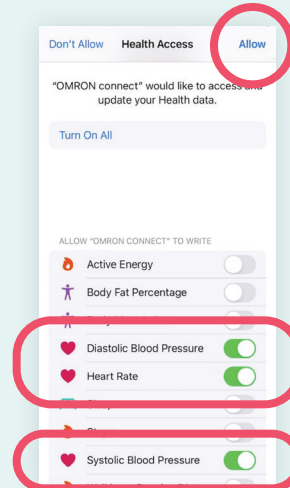 Don't Allow Health Access Allow
"OMRON connect" would like to access and
update your Health data.
Turn On All
ALLOW "OMRON CONNECT" TO WRITE
Active Energy
Body Fat Percentage
Diastolic Blood Pressure
Heart Rate
Systolic Blood Pressure